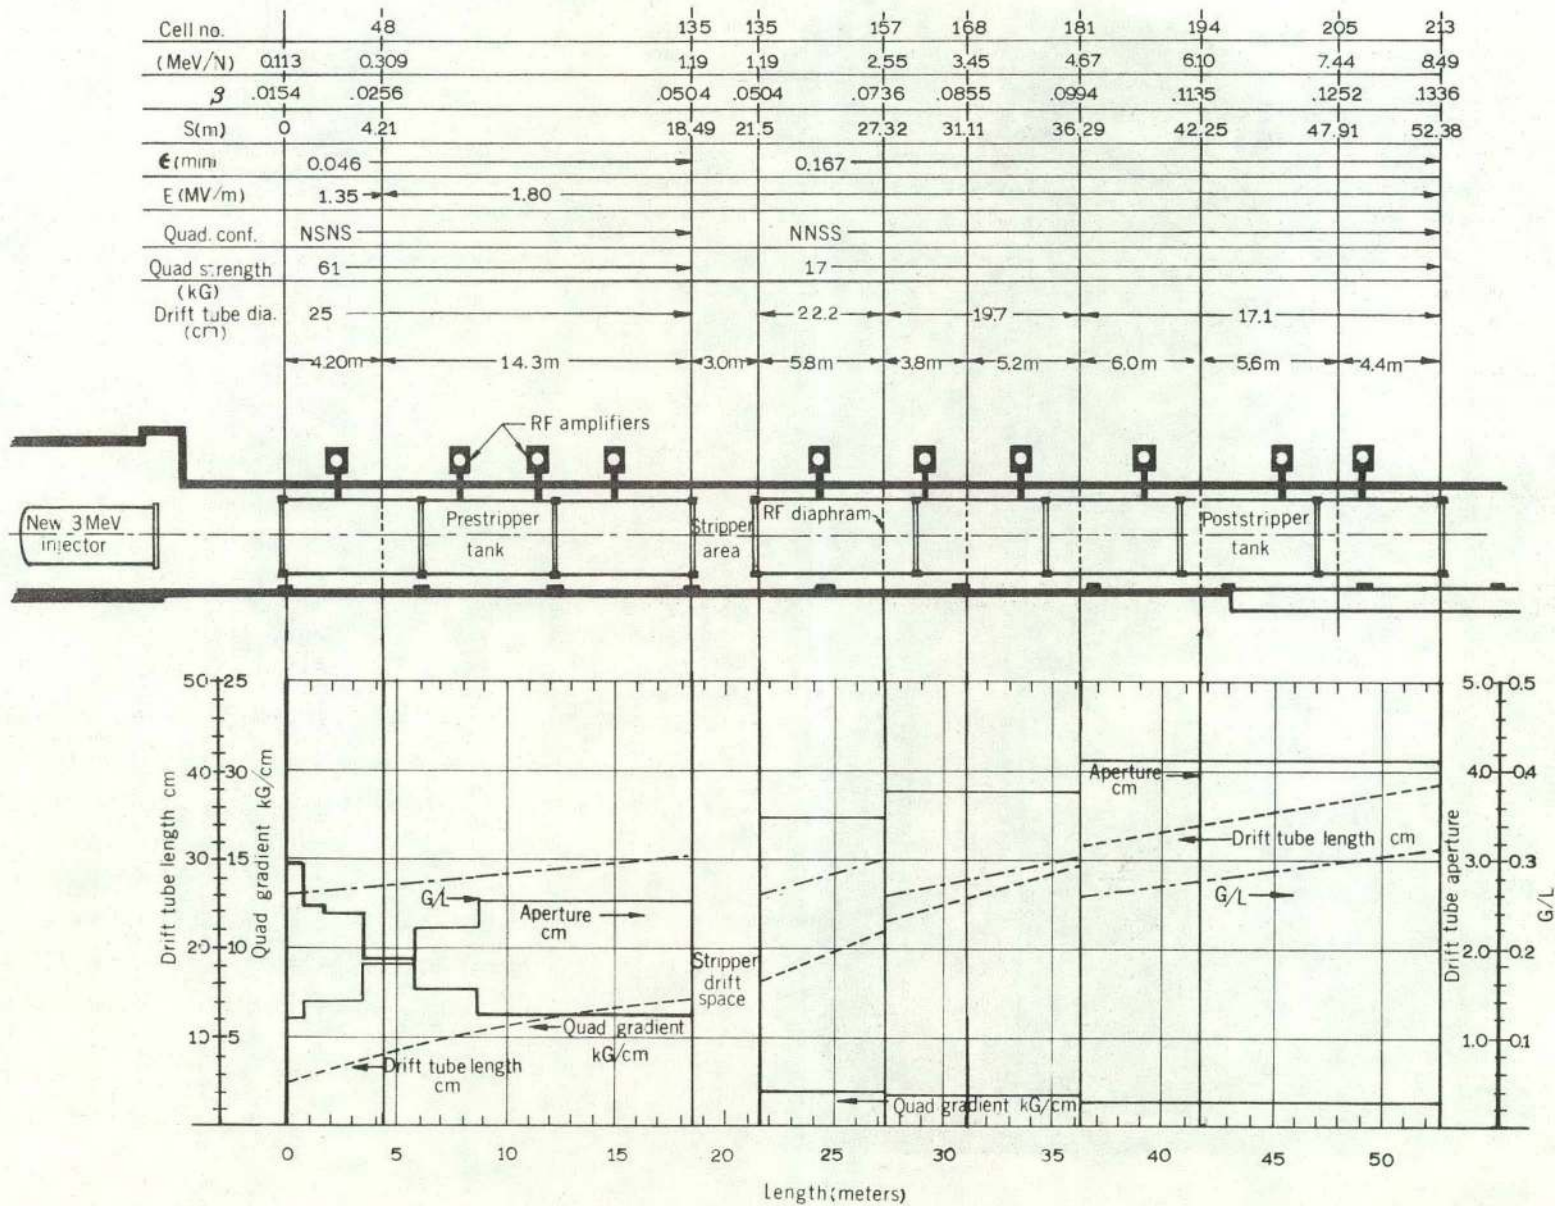 Cell no. 48 135 135 157 168 181 194 205 213
(MeV/N) 0.113 0.309 1.19 1.19 2.55 3.45 4.67 6.10 7.44 8.49
β .0154 .0256 .0504 .0504 .0736 .0855 .0994 .1135 .1252 .1336
S(m) 0 4.21 18.49 21.5 27.32 31.11 36.29 42.25 47.91 52.38
ϵ(min) 0.046 0.167
E (MV/m) 1.35 1.80
Quad. conf. NSNS NNSS
Quad strength 61 17
(kG)
Drift tube dia. 25 22.2 19.7 17.1
(cm)
4.20m 14.3m 3.0m 5.8m 3.8m 5.2m 6.0m 5.6m 4.4m
RF amplifiers
New 3 MeV
injector
Prestripper
tank
Stripper
area
RF diaphram
Poststripper
tank
50 25 5.0 0.5
40 30 4.0 0.4
30 15 3.0 0.3
20 10 2.0 0.2
10 5 1.0 0.1
Drift tube length cm
Quad gradient kG/cm
G/L
Aperture
cm
Quad gradient
kG/cm
Drift tube length
cm
Stripper
drift
space
Quad gradient kG/cm
Aperture
cm
Drift tube length cm
G/L
Drift tube aperture
G/L
0 5 10 15 20 25 30 35 40 45 50
Length (meters)